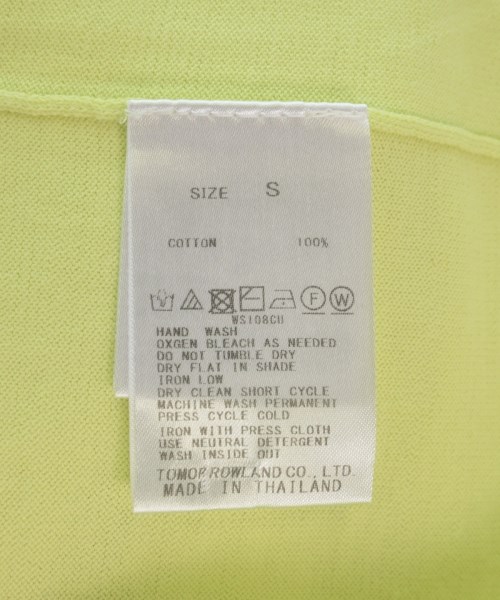 SIZE S
COTTON 100%
F W
WS108CU
HAND WASH
OXGEN BLEACH AS NEEDED
DO NOT TUMBLE DRY
DRY FLAT IN SHADE
IRON LOW
DRY CLEAN SHORT CYCLE
MACHINE WASH PERMANENT
PRESS CYCLE COLD
IRON WITH PRESS CLOTH
USE NEUTRAL DETERGENT
WASH INSIDE OUT
TOMORROWLAND CO., LTD.
MADE IN THAILAND